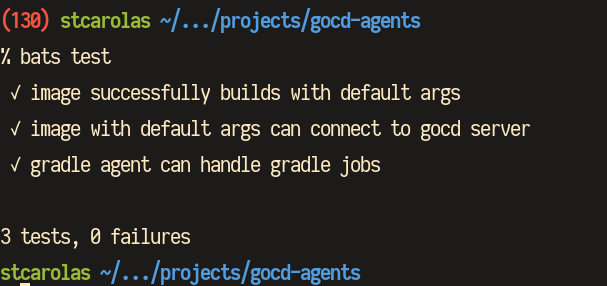 (130) stcarolas ~/.../projects/gocd-agents
% bats test
✓ image successfully builds with default args
✓ image with default args can connect to gocd server
✓ gradle agent can handle gradle jobs
3 tests, 0 failures
stcarolas ~/.../projects/gocd-agents